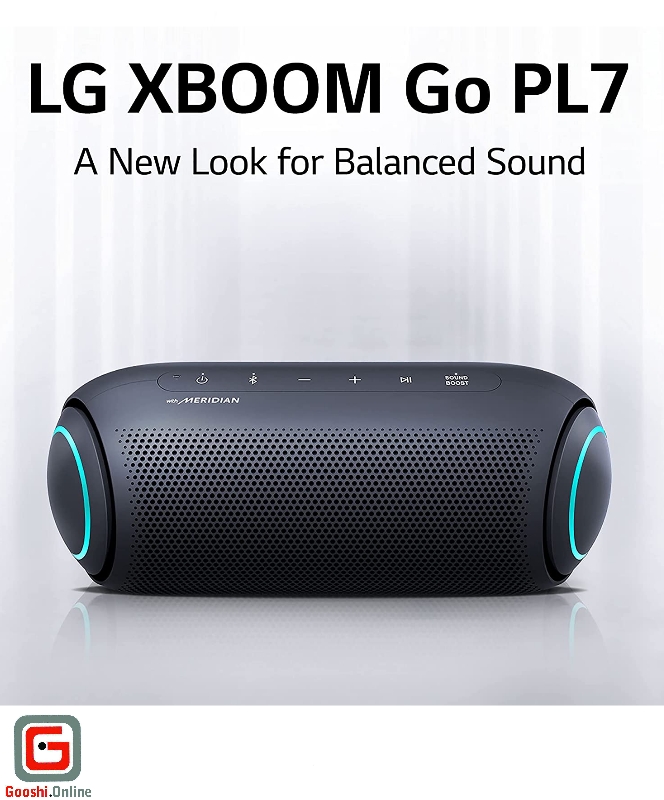 LG XBOOM Go PL7
A New Look for Balanced Sound
SOUND
BOOST
with MERIDIAN
G
Gooshi.Online